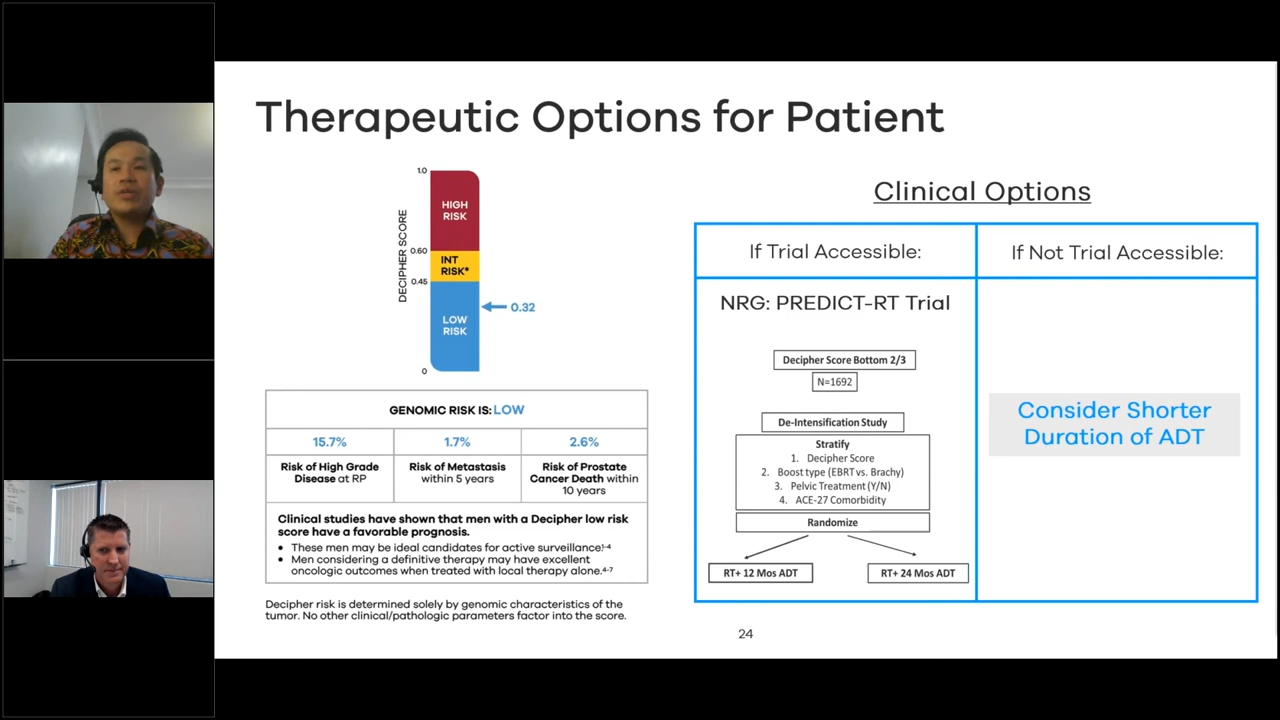 Therapeutic Options for Patient
DECIPHER SCORE
1.0
HIGH
RISK
0.60
INT
RISK*
0.45
LOW
RISK
0.32
0
GENOMIC RISK IS: LOW
15.7%
Risk of High Grade
Disease at RP
1.7%
Risk of Metastasis
within 5 years
2.6%
Risk of Prostate
Cancer Death within
10 years
Clinical studies have shown that men with a Decipher low risk
score have a favorable prognosis.
• These men may be ideal candidates for active surveillance.1-4
• Men considering a definitive therapy may have excellent
oncologic outcomes when treated with local therapy alone.4-7
Decipher risk is determined solely by genomic characteristics of the
tumor. No other clinical/pathologic parameters factor into the score.
Clinical Options
If Trial Accessible:
If Not Trial Accessible:
NRG: PREDICT-RT Trial
Decipher Score Bottom 2/3
N=1692
De-Intensification Study
Stratify
1. Decipher Score
2. Boost type (EBRT vs. Brachy)
3. Pelvic Treatment (Y/N)
4. ACE-27 Comorbidity
Randomize
RT+ 12 Mos ADT
RT+ 24 Mos ADT
Consider Shorter
Duration of ADT
24